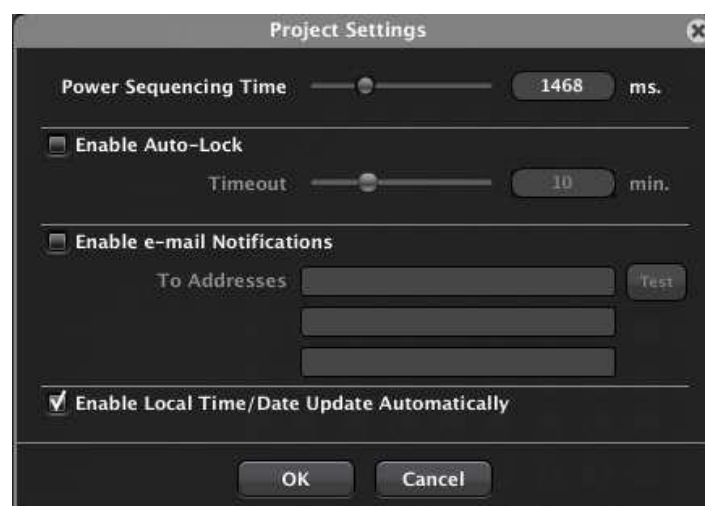 Project Settings
Power Sequencing Time 1468 ms.
Enable Auto-Lock
Timeout 10 min.
Enable e-mail Notifications
To Addresses Test
Enable Local Time/Date Update Automatically
OK Cancel